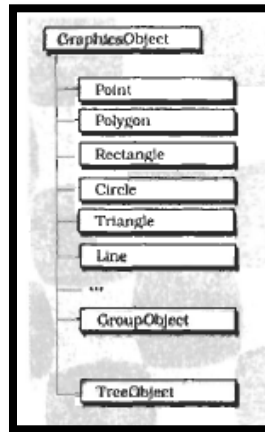 GraphicsObject
Point
Polygon
Rectangle
Circle
Triangle
Line
...
GroupObject
TreeObject